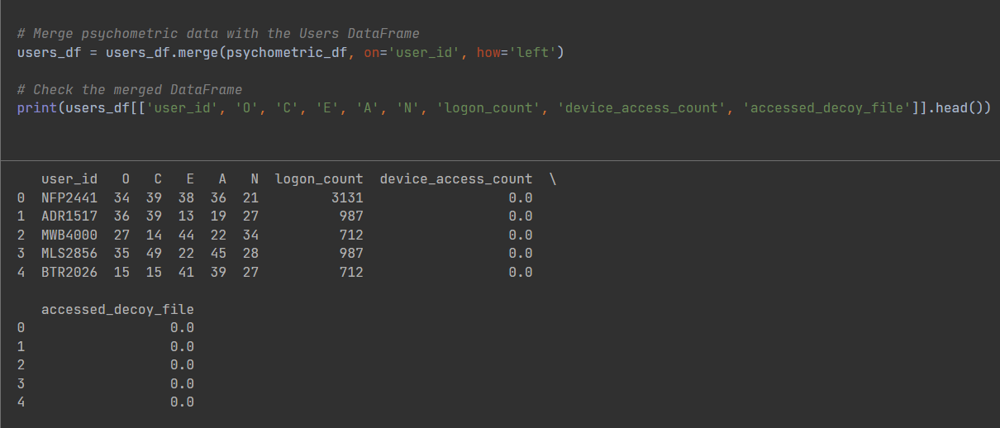 # Merge psychometric data with the Users DataFrame
users_df = users_df.merge(psychometric_df, on='user_id', how='left')
# Check the merged DataFrame
print(users_df[['user_id', 'O', 'C', 'E', 'A', 'N', 'logon_count', 'device_access_count', 'accessed_decoy_file']].head())
   user_id   O   C   E   A   N  logon_count  device_access_count  \
0  NFP2441  34  39  38  36  21         3131                  0.0
1  ADR1517  36  39  13  19  27          987                  0.0
2  MWB4000  27  14  44  22  34          712                  0.0
3  MLS2856  35  49  22  45  28          987                  0.0
4  BTR2026  15  15  41  39  27          712                  0.0
   accessed_decoy_file
0                  0.0
1                  0.0
2                  0.0
3                  0.0
4                  0.0